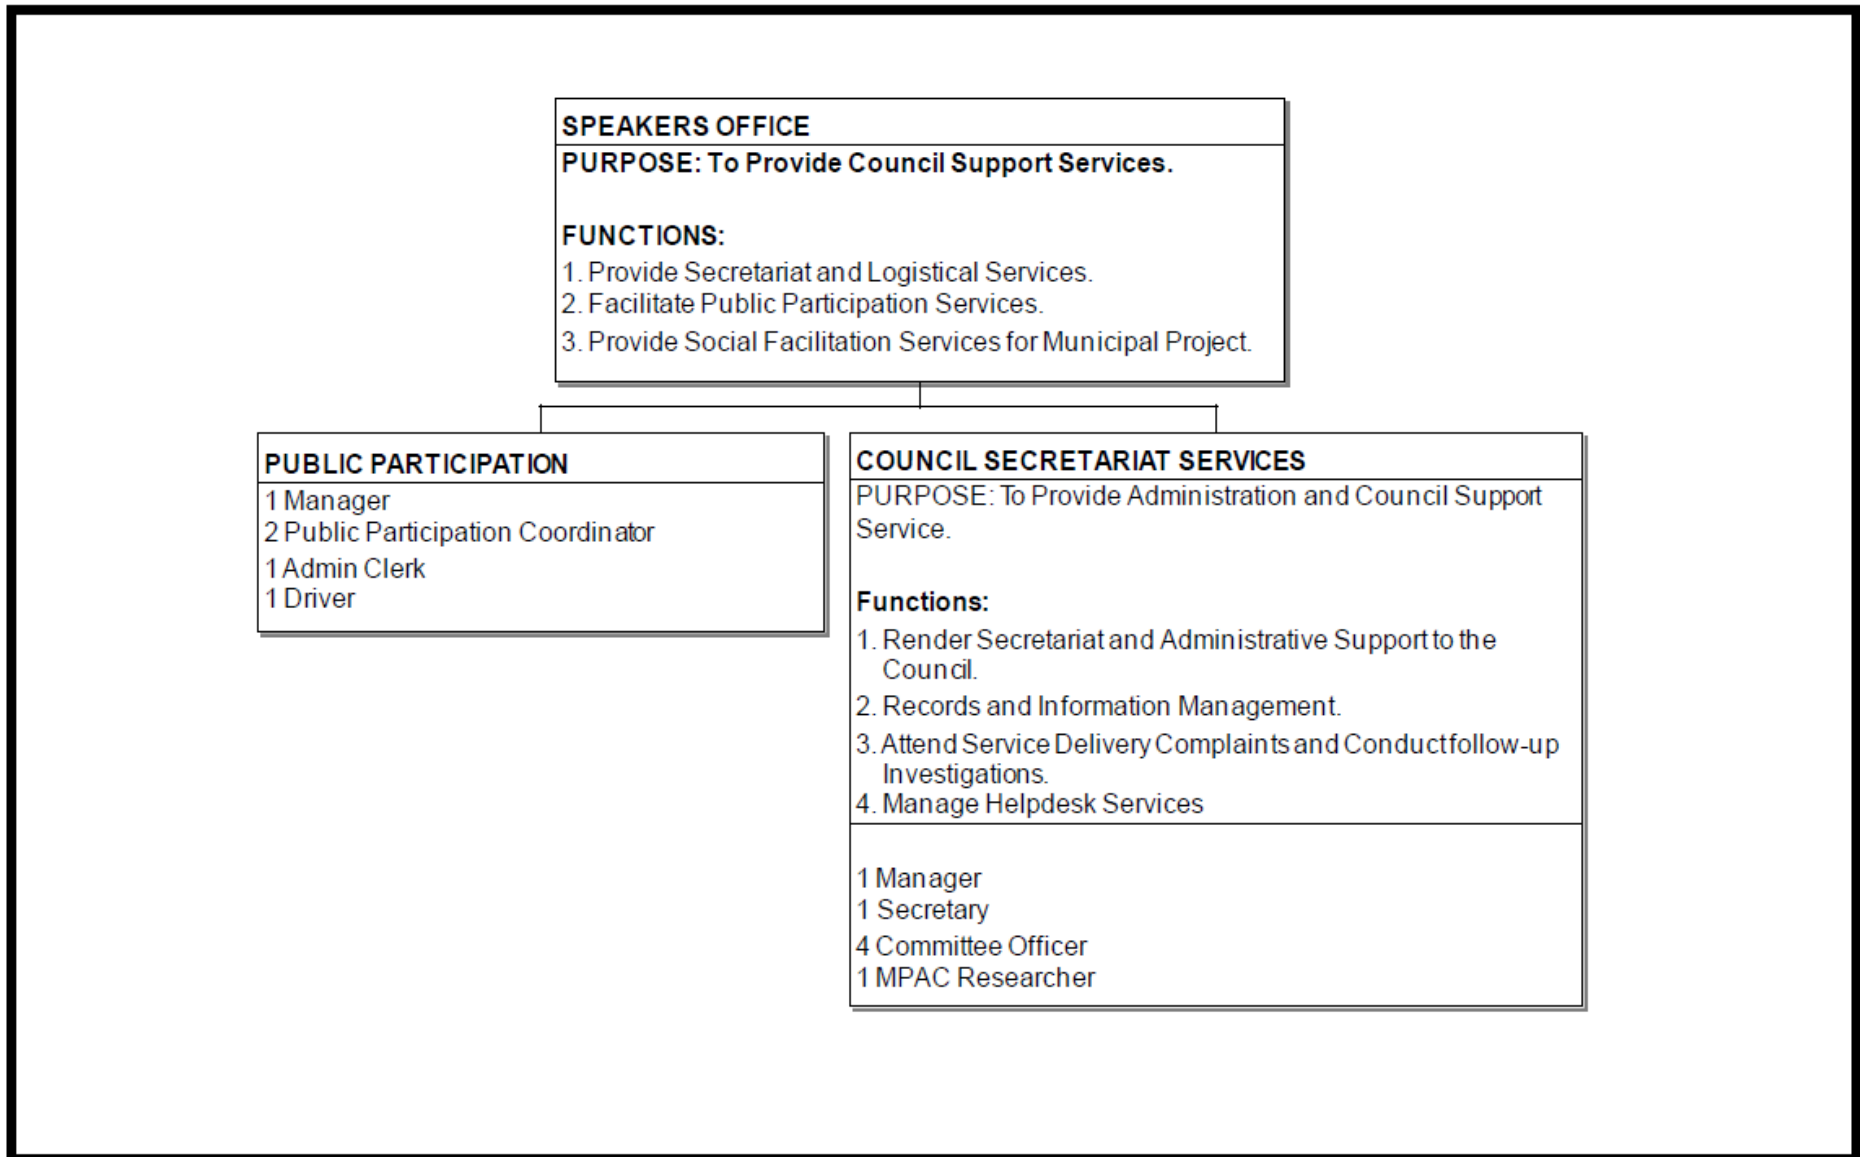 SPEAKERS OFFICE
PURPOSE: To Provide Council Support Services.
FUNCTIONS:
1. Provide Secretariat and Logistical Services.
2. Facilitate Public Participation Services.
3. Provide Social Facilitation Services for Municipal Project.
PUBLIC PARTICIPATION
1 Manager
2 Public Participation Coordinator
1 Admin Clerk
1 Driver
COUNCIL SECRETARIAT SERVICES
PURPOSE: To Provide Administration and Council Support
Service.
Functions:
1. Render Secretariat and Administrative Support to the
Council.
2. Records and Information Management.
3. Attend Service Delivery Complaints and Conduct follow-up
Investigations.
4. Manage Helpdesk Services
1 Manager
1 Secretary
4 Committee Officer
1 MPAC Researcher